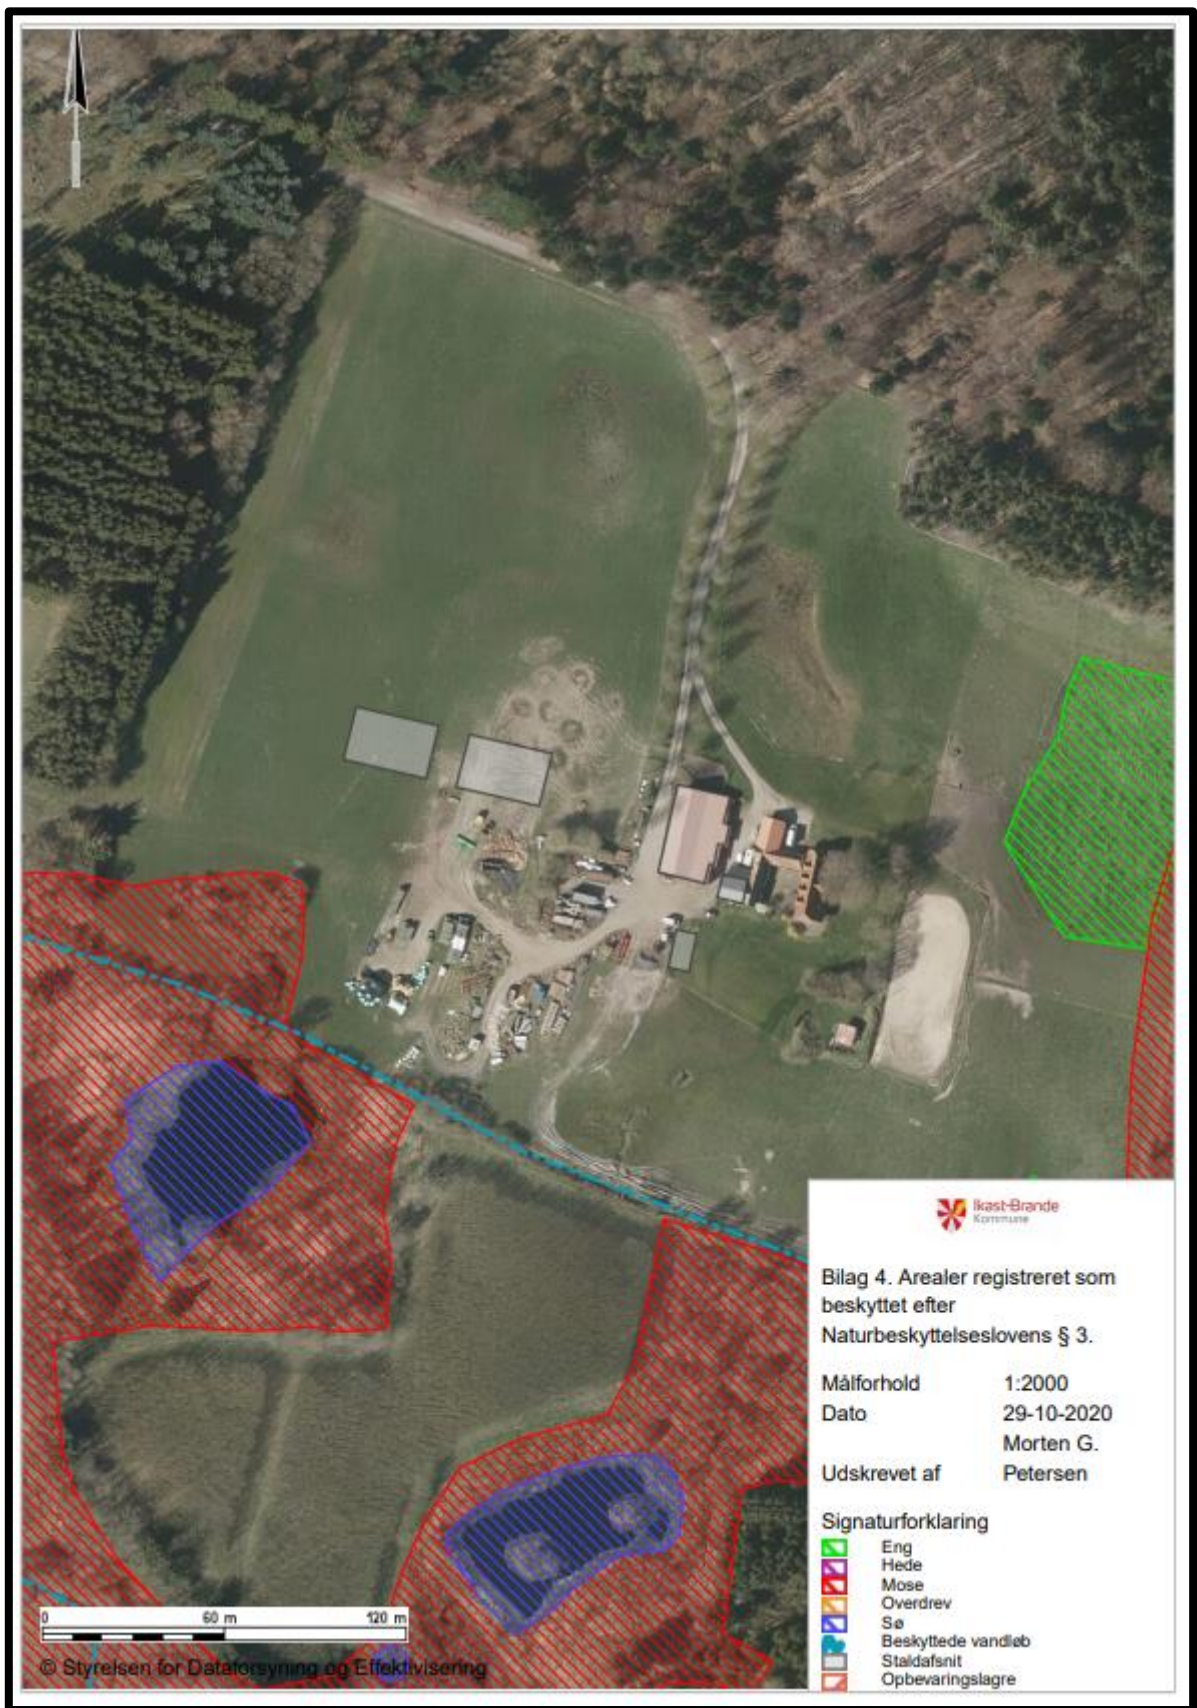 Ikast-Brande
Kommune
Bilag 4. Arealer registreret som
beskyttet efter
Naturbeskyttelseslovens § 3.
Målforhold 1:2000
Dato 29-10-2020
Morten G.
Udskrevet af Petersen
Signaturforklaring
Eng
Hede
Mose
Overdrev
Sø
Beskyttede vandløb
Staldafsnit
Opbevaringslagre
0 60 m 120 m
© Styrelsen for Dataforsyning og Effektivisering